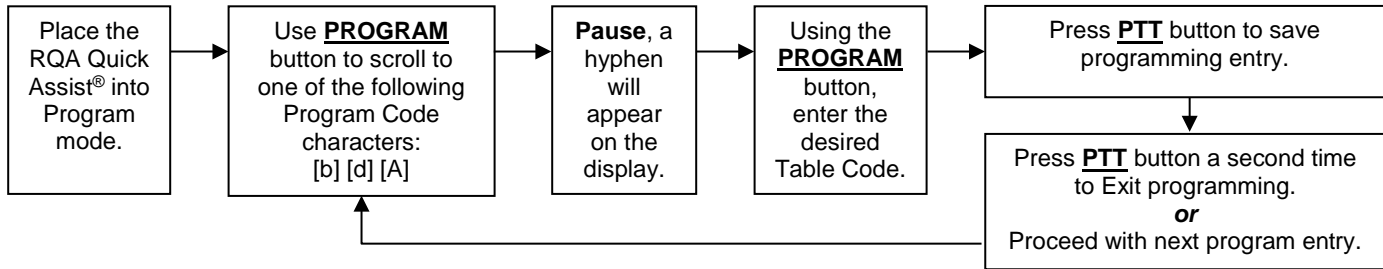 Place the
RQA Quick
Assist® into
Program
mode.
Use PROGRAM
button to scroll to
one of the following
Program Code
characters:
[b] [d] [A]
Pause, a
hyphen
will
appear
on the
display.
Using the
PROGRAM
button,
enter the
desired
Table Code.
Press PTT button to save
programming entry.
Press PTT button a second time
to Exit programming.
or
Proceed with next program entry.